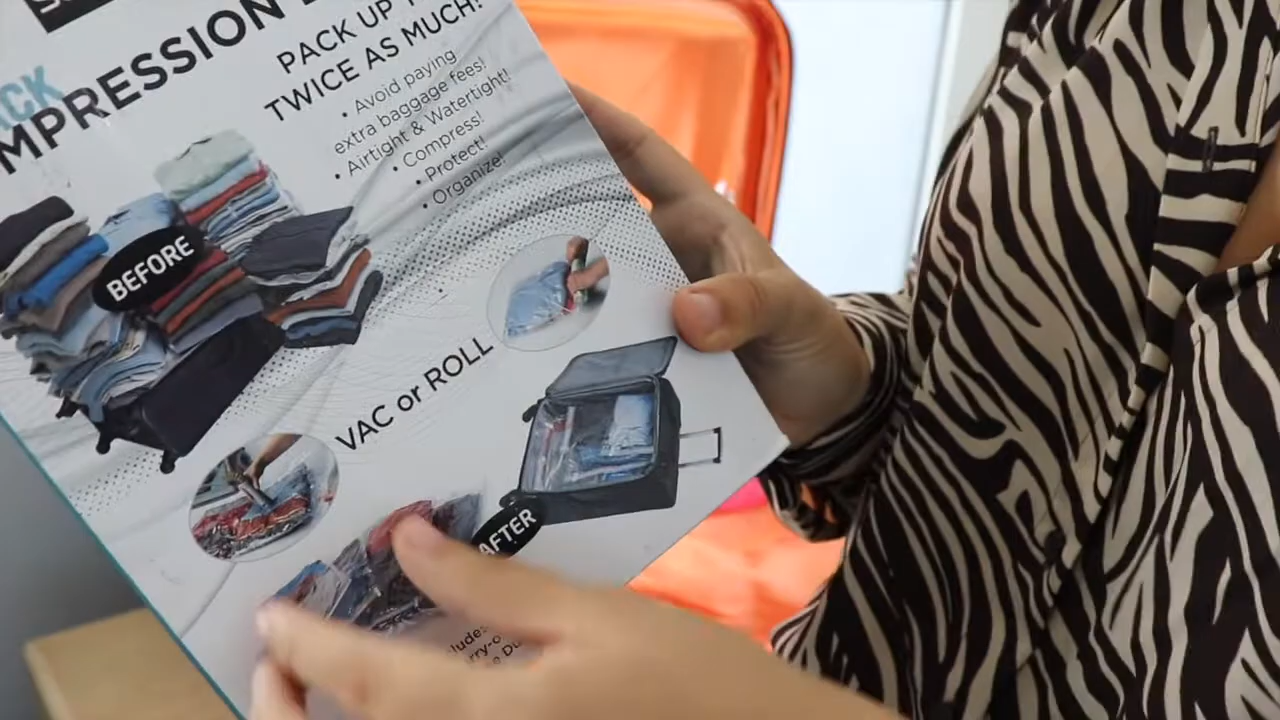 PACK UP
TWICE AS MUCH!
• Avoid paying
extra baggage fees!
• Airtight & Watertight!
• Compress!
• Protect!
• Organize!
BEFORE
VAC or ROLL
AFTER